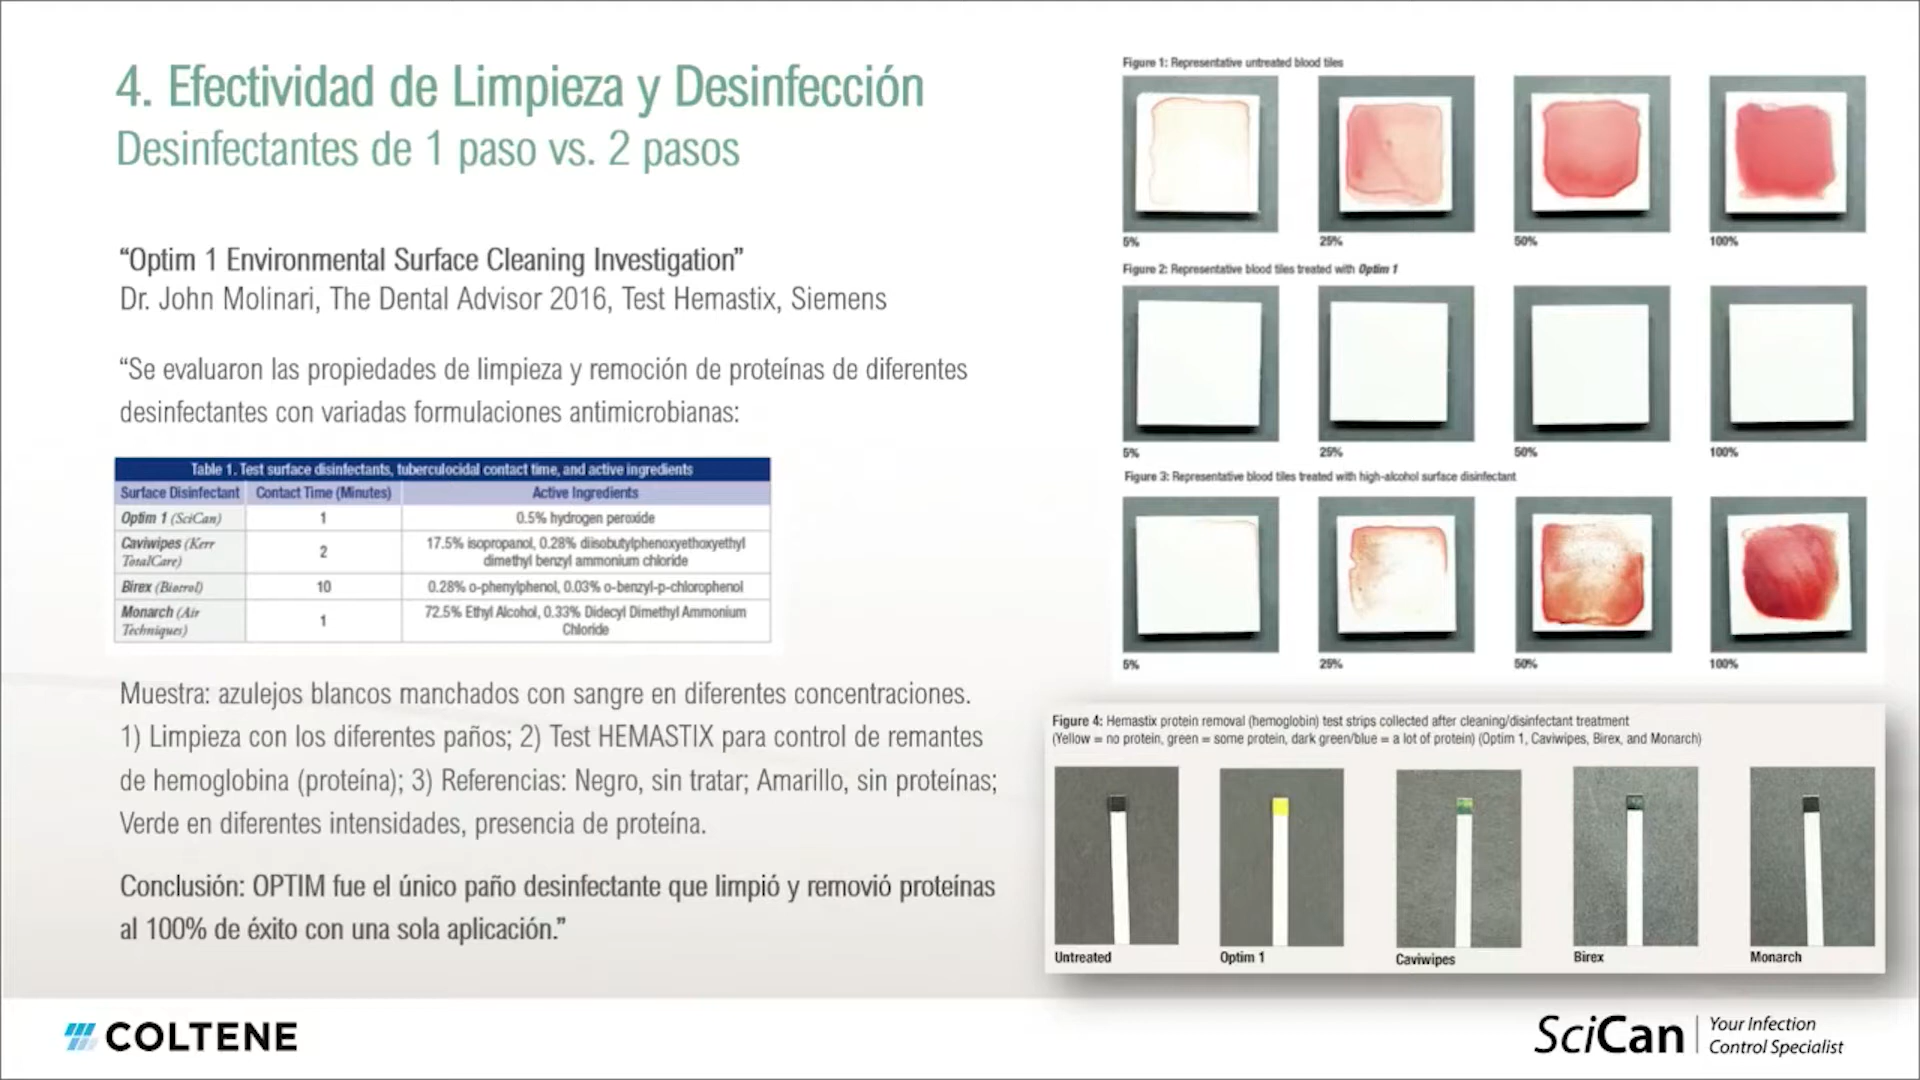 4. Efectividad de Limpieza y Desinfección
Desinfectantes de 1 paso vs. 2 pasos
“Optim 1 Environmental Surface Cleaning Investigation”
Dr. John Molinari, The Dental Advisor 2016, Test Hemastix, Siemens
“Se evaluaron las propiedades de limpieza y remoción de proteínas de diferentes
desinfectantes con variadas formulaciones antimicrobianas:
Table 1. Test surface disinfectants, tuberculocidal contact time, and active ingredients
Surface Disinfectant Contact Time (Minutes) Active Ingredients
Optim 1 (SciCan) 1 0.5% hydrogen peroxide
Caviwipes (Kerr TotalCare) 2 17.5% isopropanol, 0.28% diisobutylphenoxyethoxyethyl
dimethyl benzyl ammonium chloride
Birex (Biotrol) 10 0.28% o-phenylphenol, 0.03% o-benzyl-p-chlorophenol
Monarch (Air Techniques) 1 72.5% Ethyl Alcohol, 0.33% Didecyl Dimethyl Ammonium
Chloride
Muestra: azulejos blancos manchados con sangre en diferentes concentraciones.
1) Limpieza con los diferentes paños; 2) Test HEMASTIX para control de remantes
de hemoglobina (proteína); 3) Referencias: Negro, sin tratar; Amarillo, sin proteínas;
Verde en diferentes intensidades, presencia de proteína.
Conclusión: OPTIM fue el único paño desinfectante que limpió y removió proteínas
al 100% de éxito con una sola aplicación.”
Figure 1: Representative untreated blood tiles
5% 25% 50% 100%
Figure 2: Representative blood tiles treated with Optim 1
5% 25% 50% 100%
Figure 3: Representative blood tiles treated with high-alcohol surface disinfectant
5% 25% 50% 100%
Figure 4: Hemastix protein removal (hemoglobin) test strips collected after cleaning/disinfectant treatment
(Yellow = no protein, green = some protein, dark green/blue = a lot of protein) (Optim 1, Caviwipes, Birex, and Monarch)
Untreated Optim 1 Caviwipes Birex Monarch
COLTENE
SciCan
Your Infection
Control Specialist